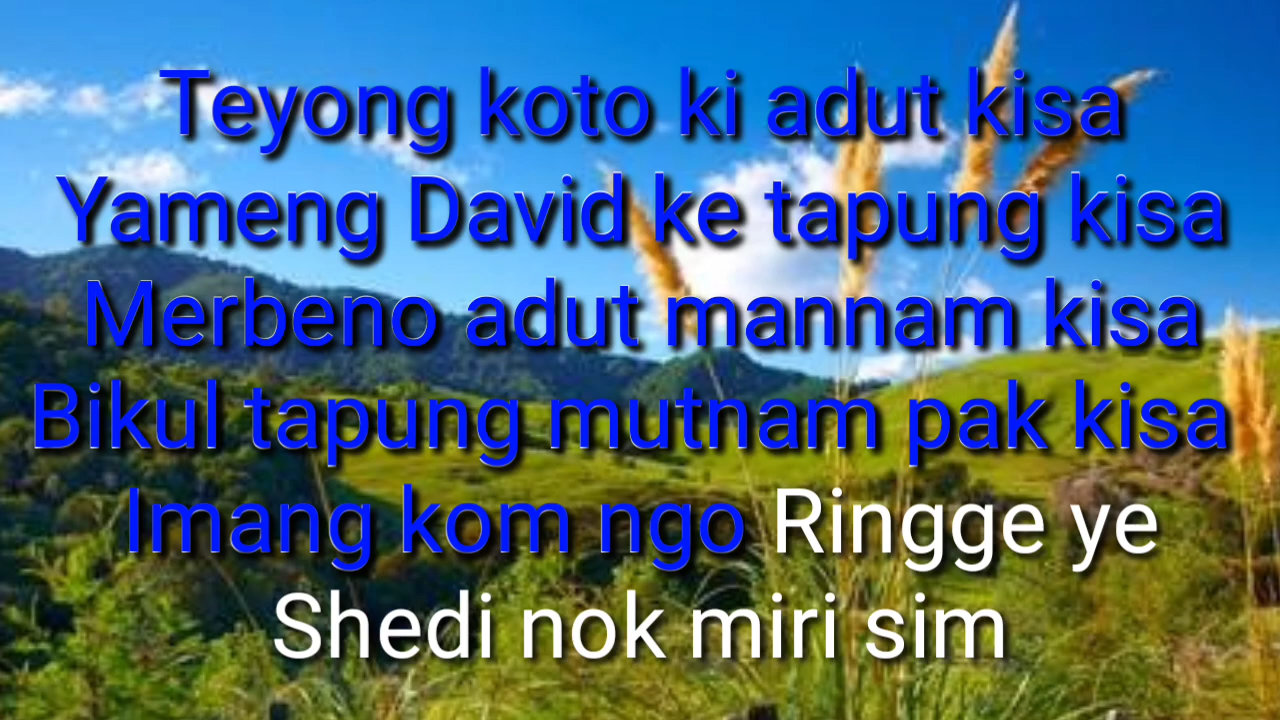 Teyong koto ki adut kisa
Yameng David ke tapung kisa
Merbeno adut mannam kisa
Bikul tapung mutnam pak kisa
Imang kom ngo Ringge ye
Shedi nok miri sim